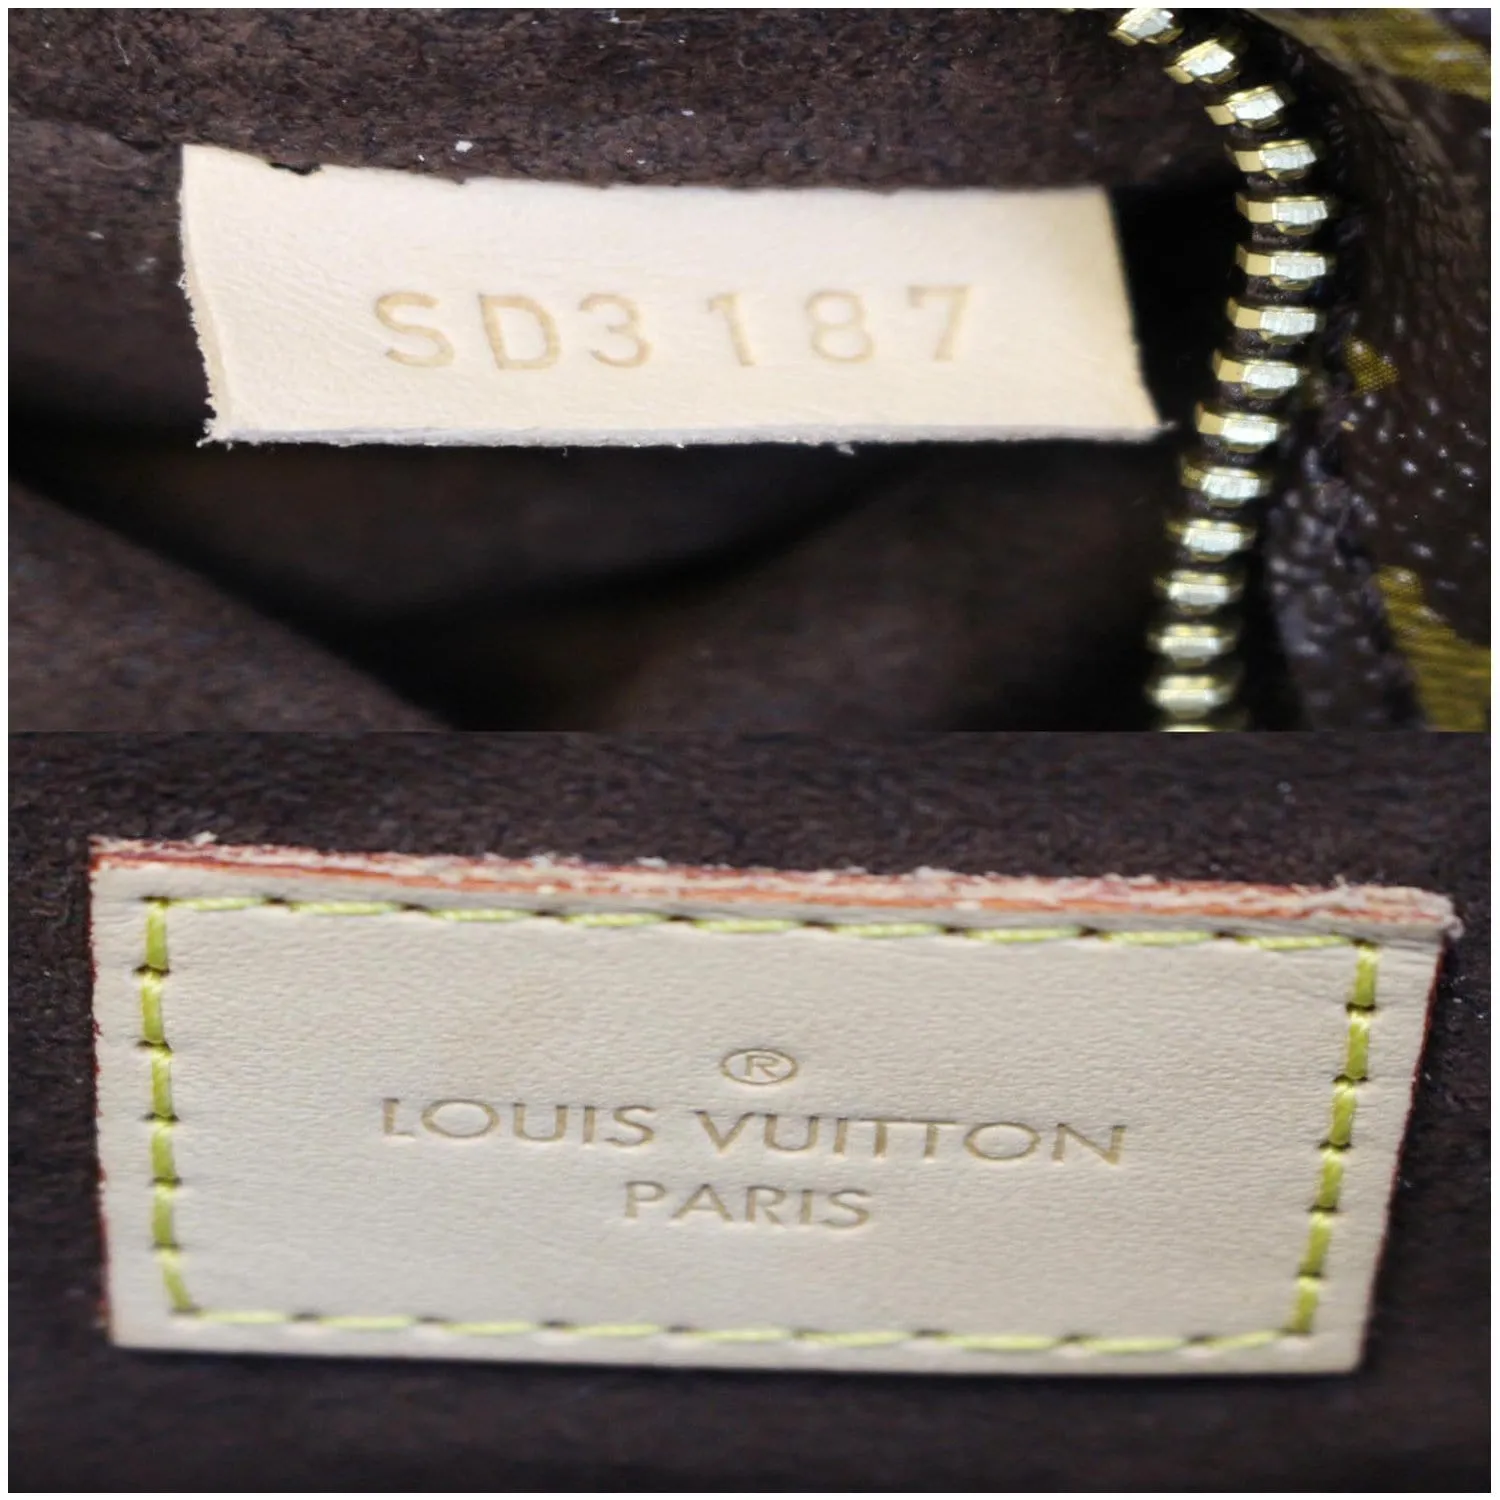 SD3187
®
LOUIS VUITTON
PARIS